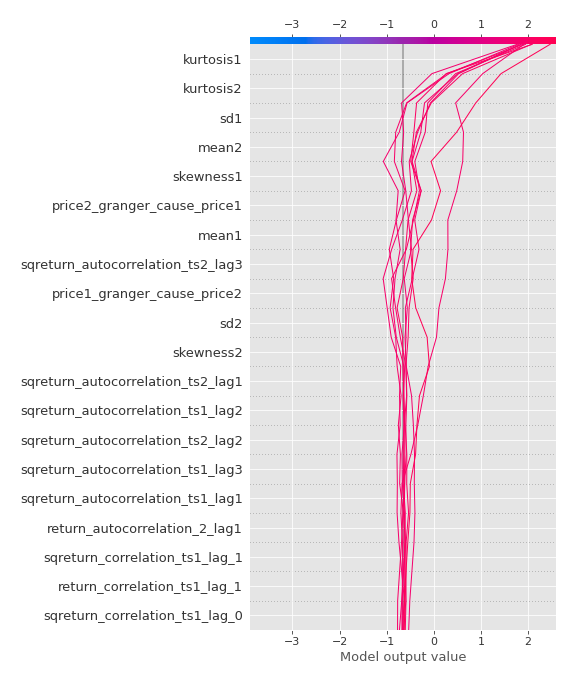 −3 −2 −1 0 1 2
kurtosis1
kurtosis2
sd1
mean2
skewness1
price2_granger_cause_price1
mean1
sqreturn_autocorrelation_ts2_lag3
price1_granger_cause_price2
sd2
skewness2
sqreturn_autocorrelation_ts2_lag1
sqreturn_autocorrelation_ts1_lag2
sqreturn_autocorrelation_ts2_lag2
sqreturn_autocorrelation_ts1_lag3
sqreturn_autocorrelation_ts1_lag1
return_autocorrelation_2_lag1
sqreturn_correlation_ts1_lag_1
return_correlation_ts1_lag_1
sqreturn_correlation_ts1_lag_0
−3 −2 −1 0 1 2
Model output value